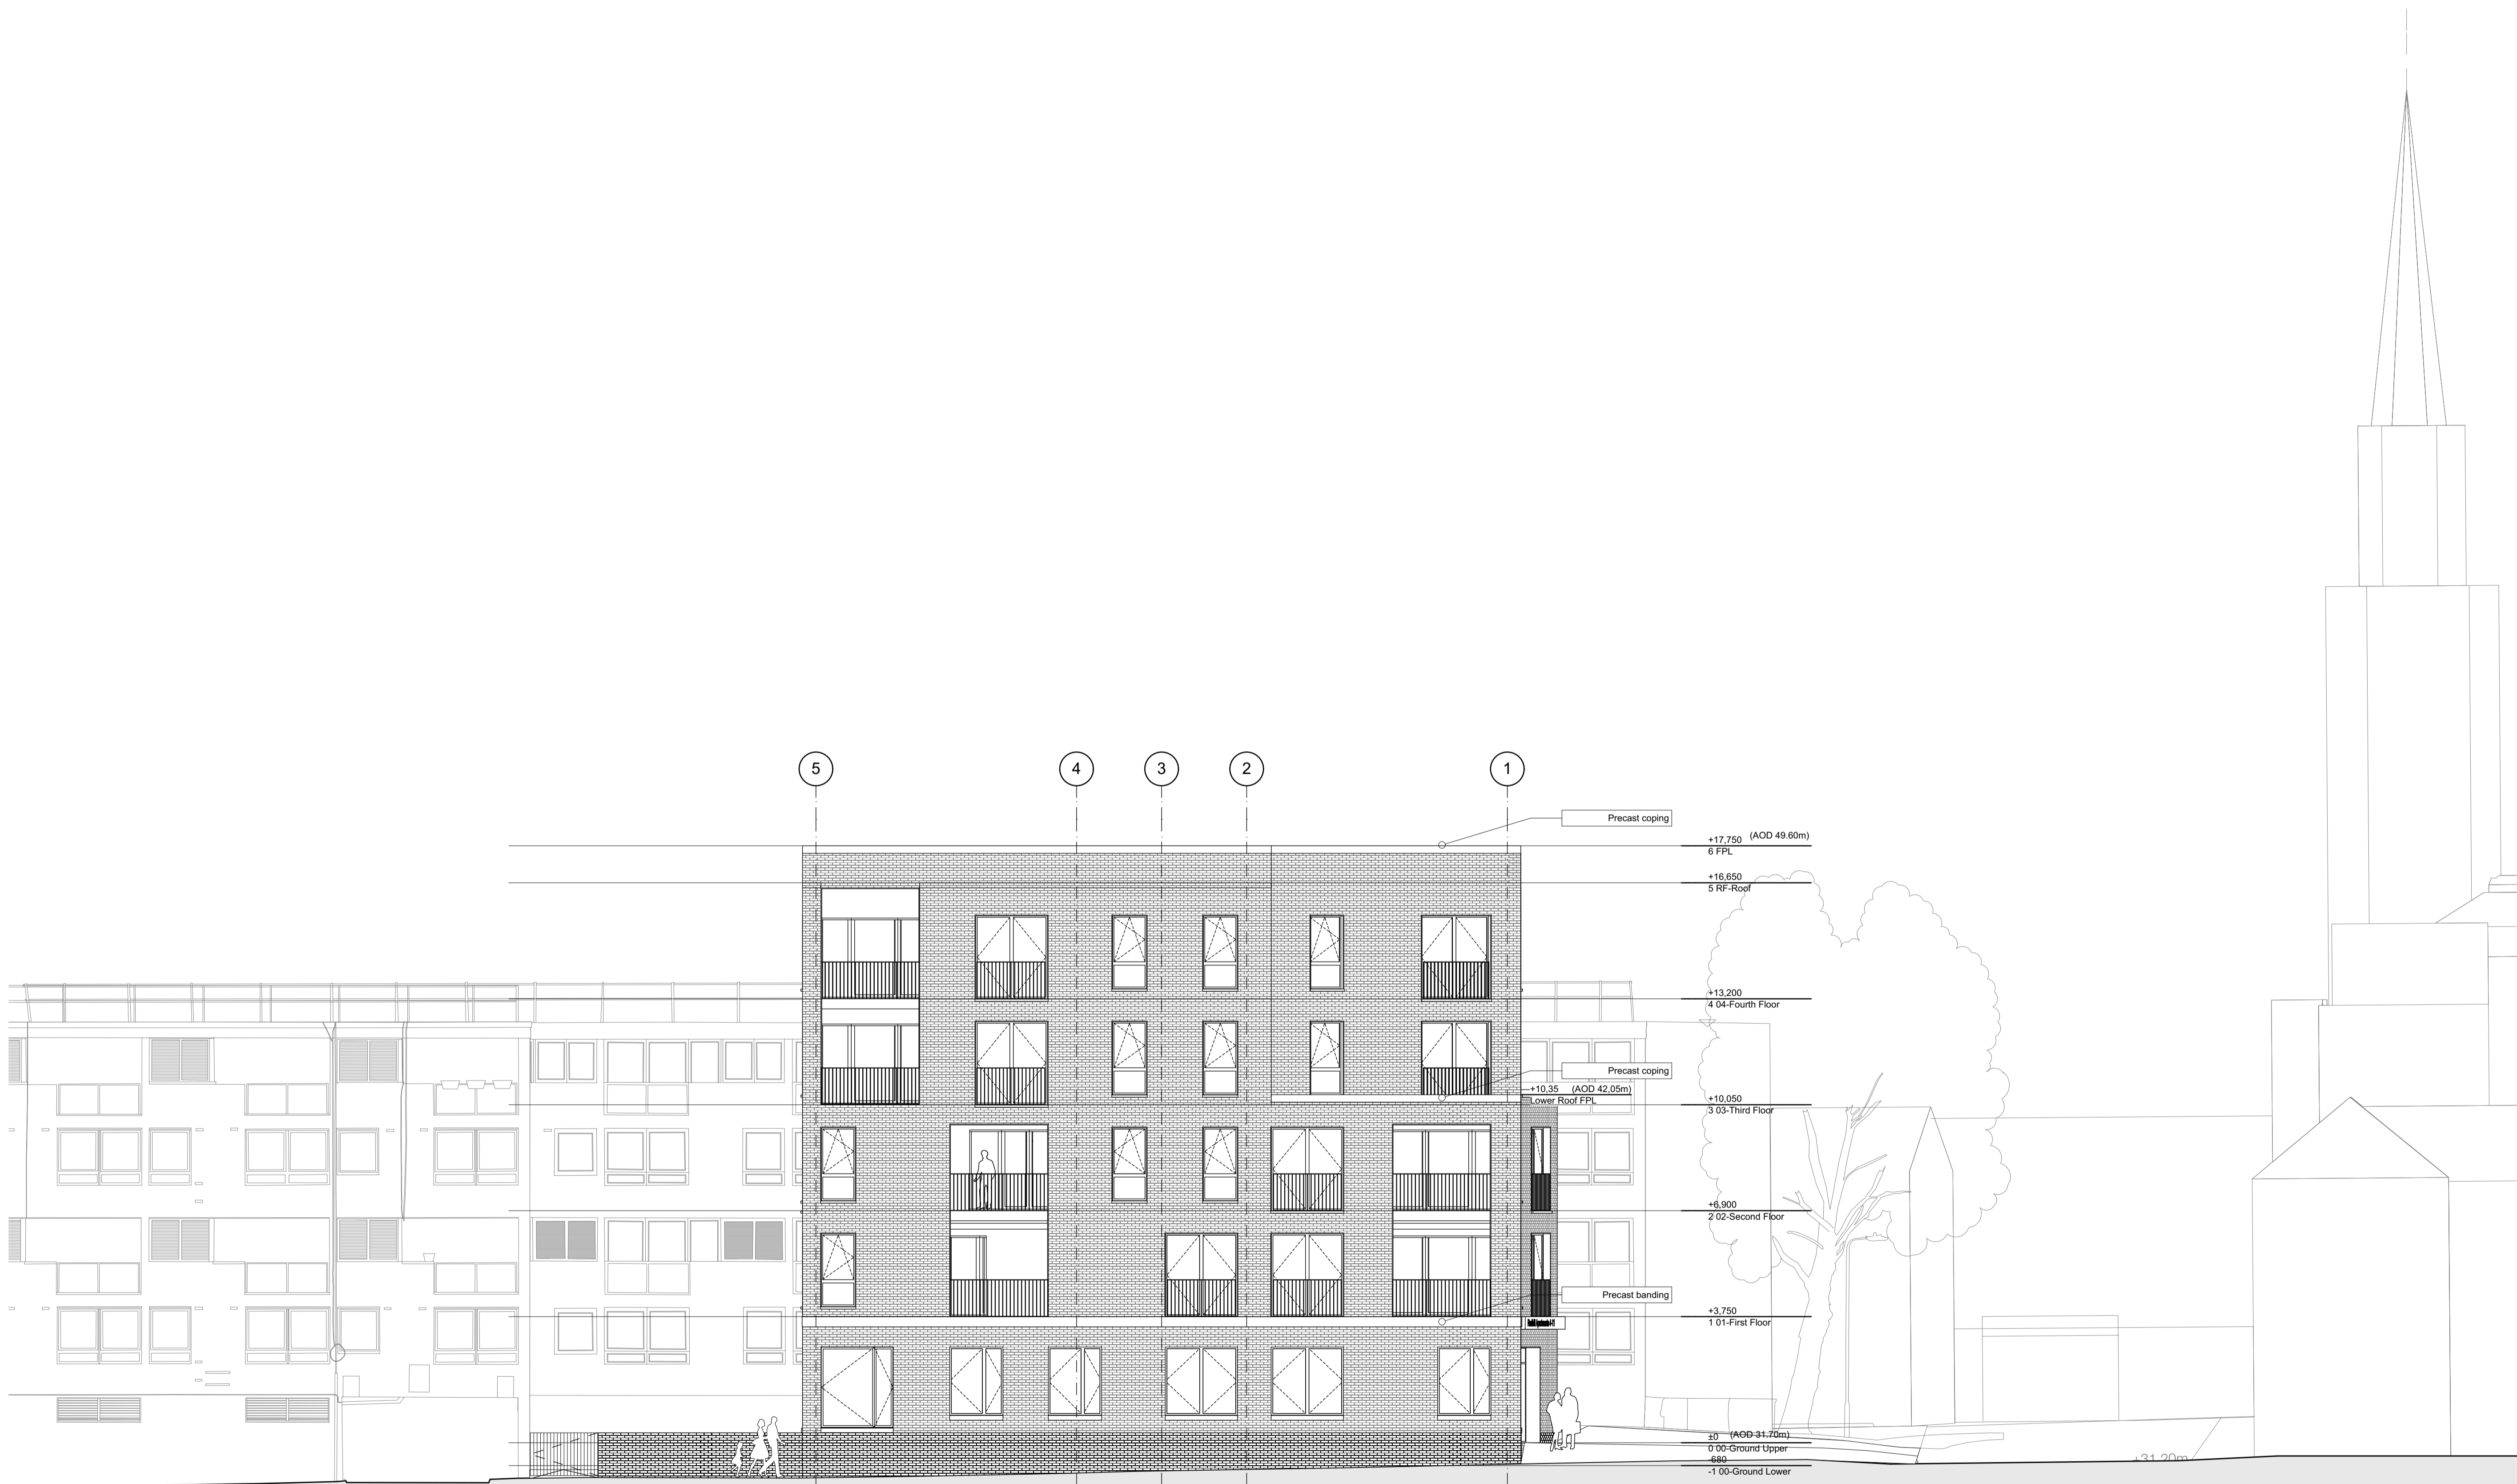 5
4
3
2
1
Precast coping
+17,750 (AOD 49.60m)
6 FPL
+16,650
5 RF-Roof
+13,200
4 04-Fourth Floor
Precast coping
+10,35 (AOD 42,05m)
Lower Roof FPL
+10,050
3 03-Third Floor
+6,900
2 02-Second Floor
Precast banding
+3,750
1 01-First Floor
±0 (AOD 31.70m)
0 00-Ground Upper
-680
-1 00-Ground Lower
+31.20m